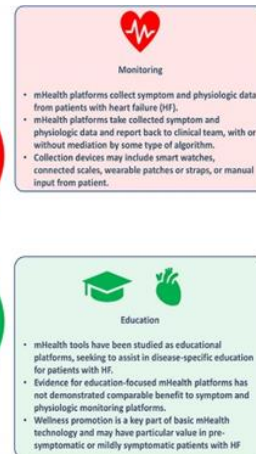 Monitoring
• mHealth platforms collect symptom and physiologic data
from patients with heart failure (HF).
• mHealth platforms take collected symptom and
physiologic data and report back to clinical team, with or
without mediation by some type of algorithm.
• Collection devices may include smart watches,
connected scales, wearable patches or straps, or manual
input from patient.
Education
• mHealth tools have been studied as educational
platforms, seeking to assist in disease-specific education
for patients with HF.
• Evidence for education-focused mHealth platforms has
not demonstrated comparable benefit to symptom and
physiologic monitoring platforms.
• Wellness promotion is a key part of basic mHealth
technology and may have particular value in pre-
symptomatic or mildly symptomatic patients with HF